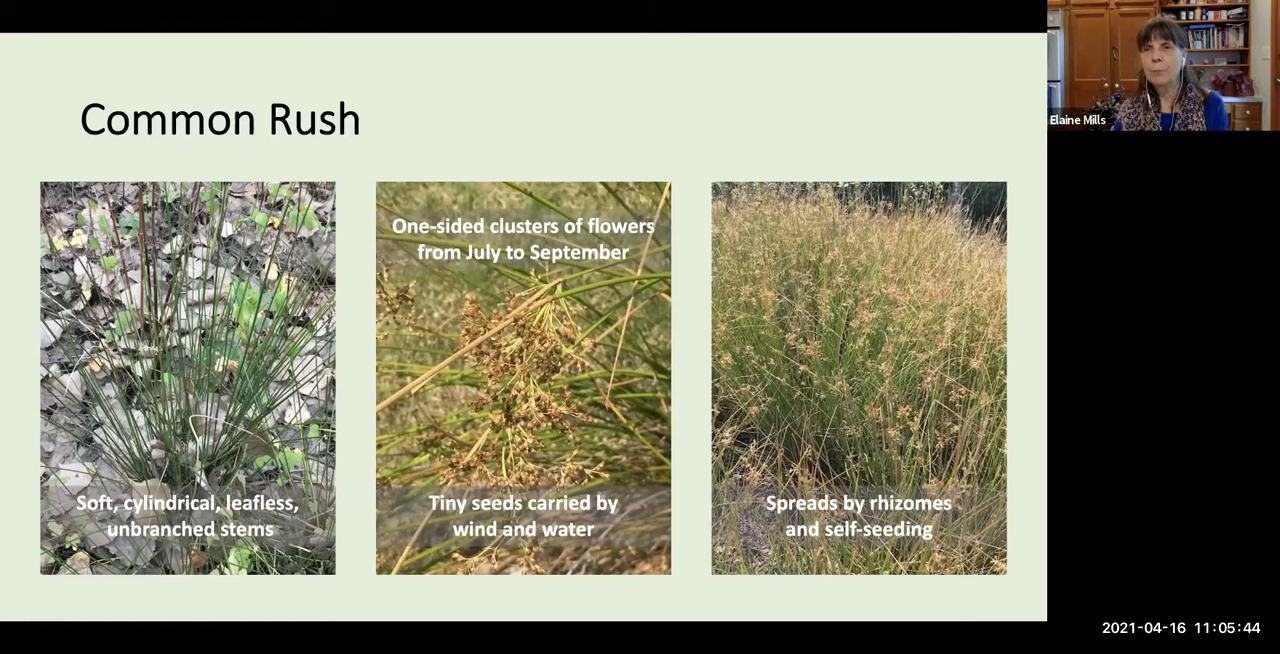 Common Rush
Elaine Mills
One-sided clusters of flowers
from July to September
Soft, cylindrical, leafless,
unbranched stems
Tiny seeds carried by
wind and water
Spreads by rhizomes
and self-seeding
2021-04-16 11:05:44